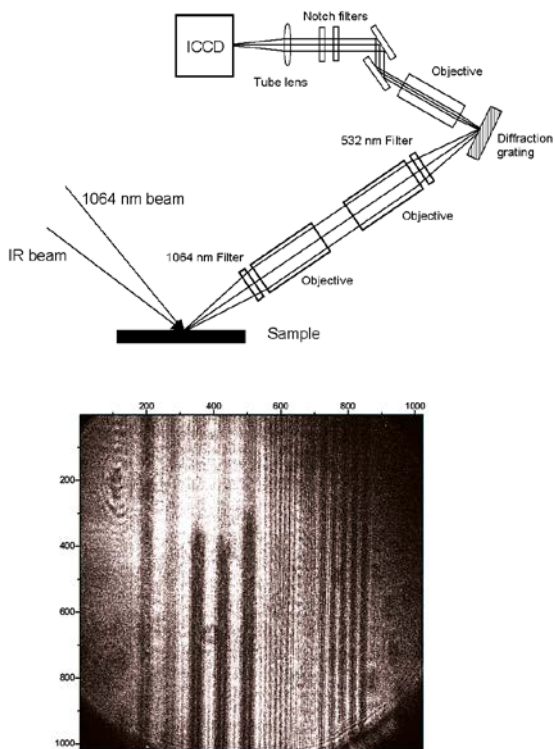 Notch filters
ICCD
Tube lens
Objective
532 nm Filter
Diffraction
grating
1064 nm beam
Objective
IR beam
1064 nm Filter
Objective
Sample
200 400 600 800 1000
200
400
600
800
1000